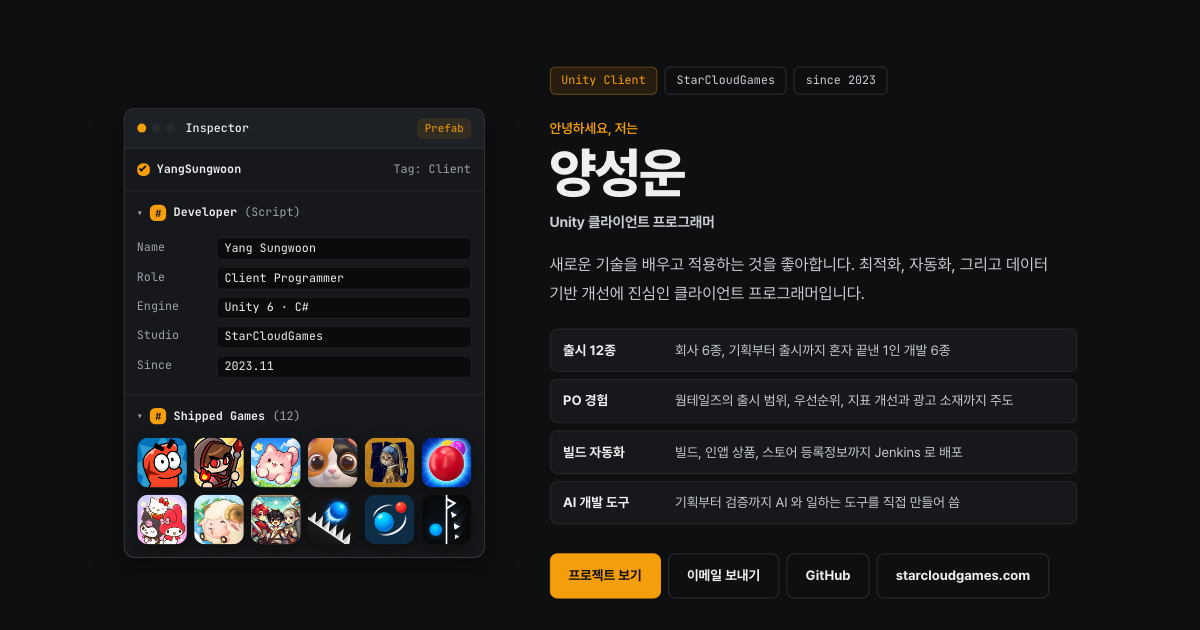 Inspector
Prefab
YangSungwoon
Tag: Client
# Developer (Script)
Name
Yang Sungwoon
Role
Client Programmer
Engine
Unity 6 · C#
Studio
StarCloudGames
Since
2023.11
# Shipped Games (12)
Unity Client
StarCloudGames
since 2023
안녕하세요, 저는
양성운
Unity 클라이언트 프로그래머
새로운 기술을 배우고 적용하는 것을 좋아합니다. 최적화, 자동화, 그리고 데이터
기반 개선에 진심인 클라이언트 프로그래머입니다.
출시 12종
회사 6종, 기획부터 출시까지 혼자 끝낸 1인 개발 6종
PO 경험
웜테일즈의 출시 범위, 우선순위, 지표 개선과 광고 소재까지 주도
빌드 자동화
빌드, 인앱 상품, 스토어 등록정보까지 Jenkins 로 배포
AI 개발 도구
기획부터 검증까지 AI 와 일하는 도구를 직접 만들어 씀
프로젝트 보기
이메일 보내기
GitHub
starcloudgames.com